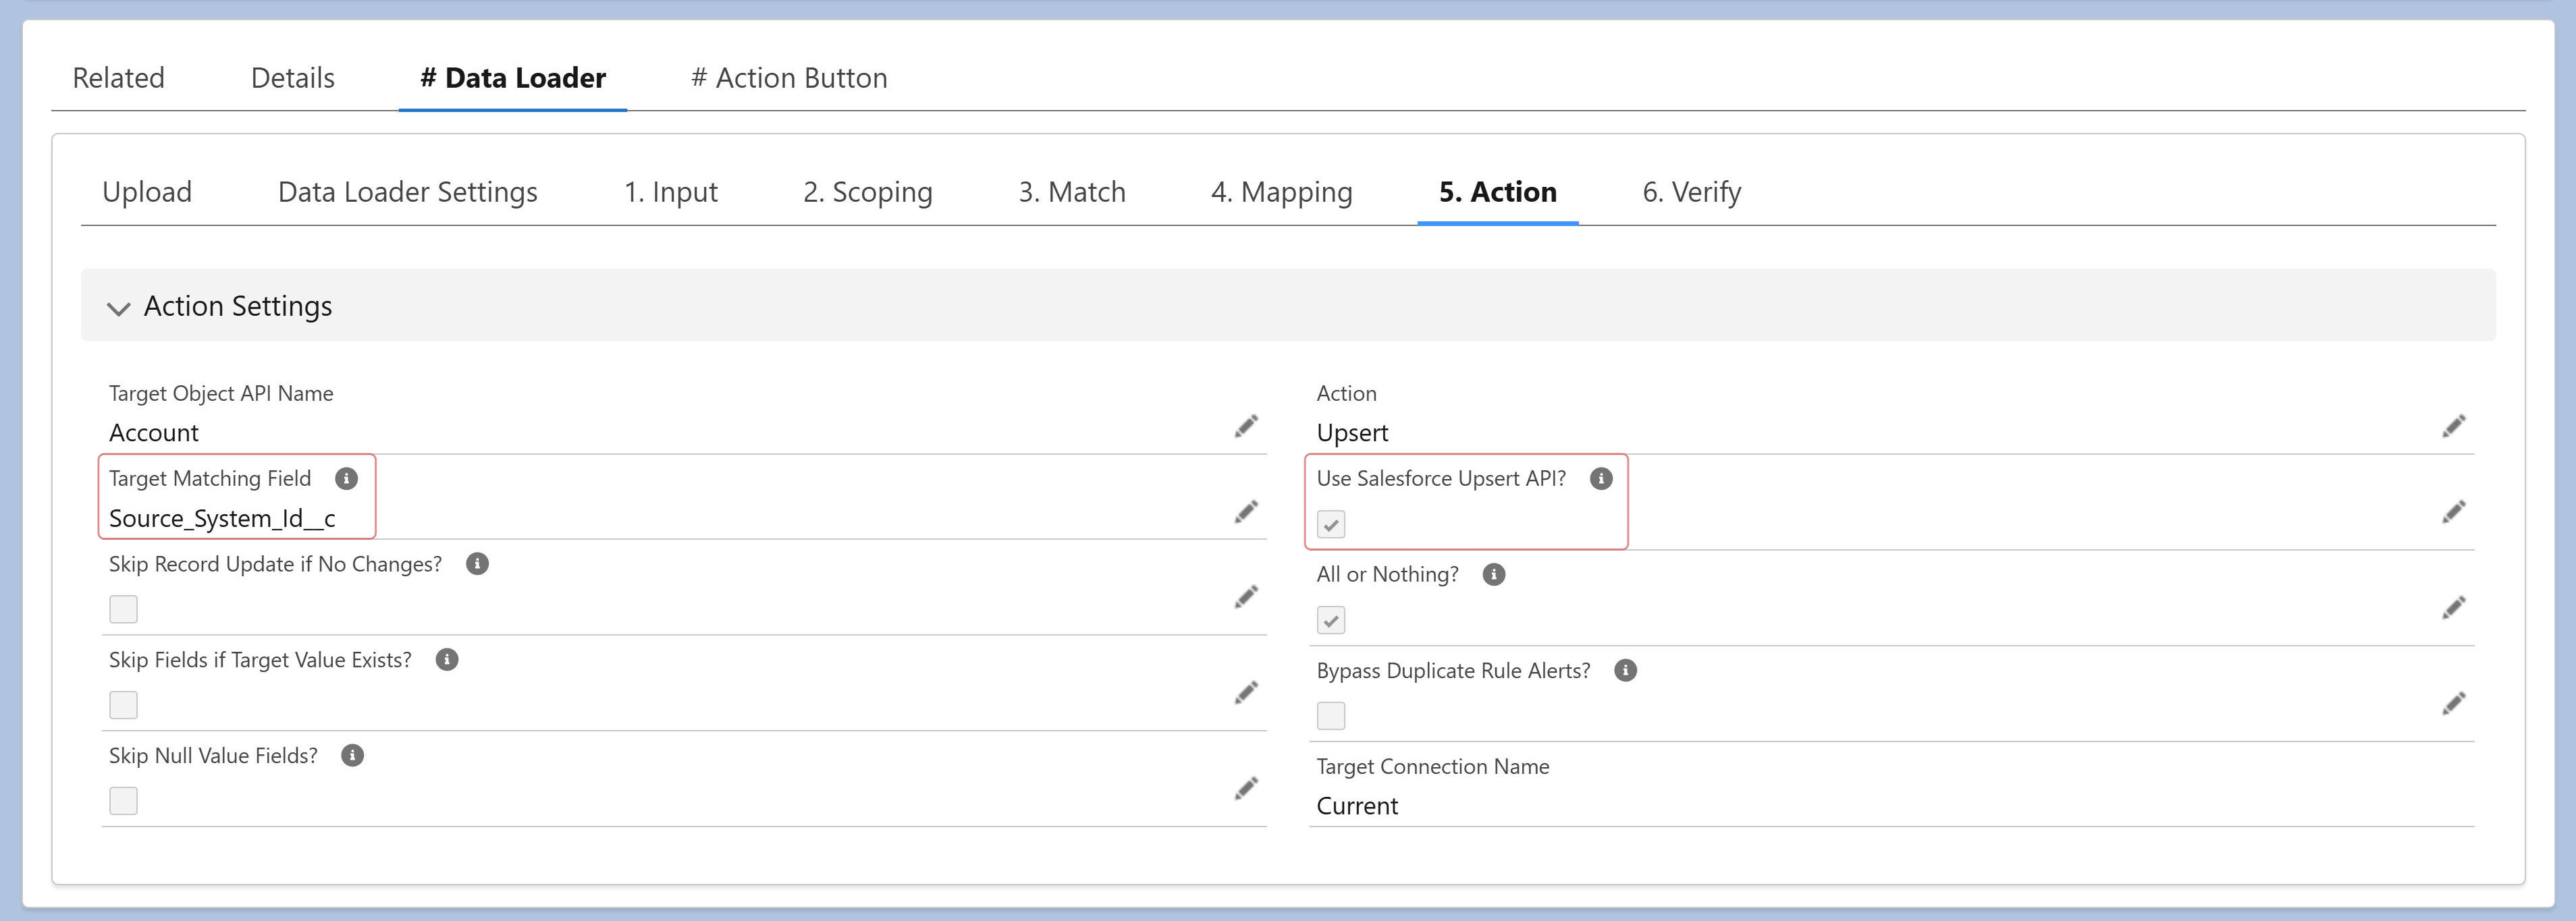 Related Details # Data Loader # Action Button
Upload Data Loader Settings 1. Input 2. Scoping 3. Match 4. Mapping 5. Action 6. Verify
Action Settings
Target Object API Name
Account
Action
Upsert
Target Matching Field
Source_System_Id__c
Use Salesforce Upsert API?
Skip Record Update if No Changes?
All or Nothing?
Skip Fields if Target Value Exists?
Bypass Duplicate Rule Alerts?
Skip Null Value Fields?
Target Connection Name
Current